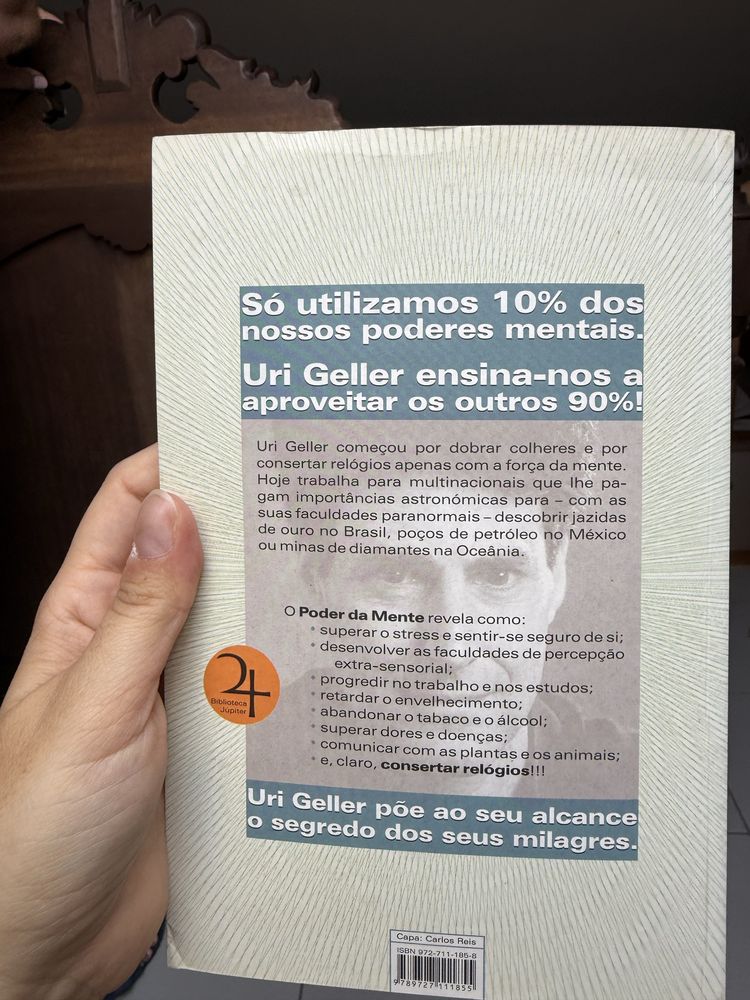 Só utilizamos 10% dos
nossos poderes mentais.
Uri Geller ensina-nos a
aproveitar os outros 90%!
Uri Geller começou por dobrar colheres e por
consertar relógios apenas com a força da mente.
Hoje trabalha para multinacionais que lhe pa-
gam importâncias astronómicas para – com as
suas faculdades paranormais – descobrir jazidas
de ouro no Brasil, poços de petróleo no México
ou minas de diamantes na Oceânia.
O Poder da Mente revela como:
* superar o stress e sentir-se seguro de si;
* desenvolver as faculdades de percepção
extra-sensorial;
* progredir no trabalho e nos estudos;
* retardar o envelhecimento;
* abandonar o tabaco e o álcool;
* superar dores e doenças;
* comunicar com as plantas e os animais;
* e, claro, consertar relógios!!!
Biblioteca
Júpiter
Uri Geller põe ao seu alcance
o segredo dos seus milagres.
Capa: Carlos Reis
ISBN 972-711-185-8
9789727111855